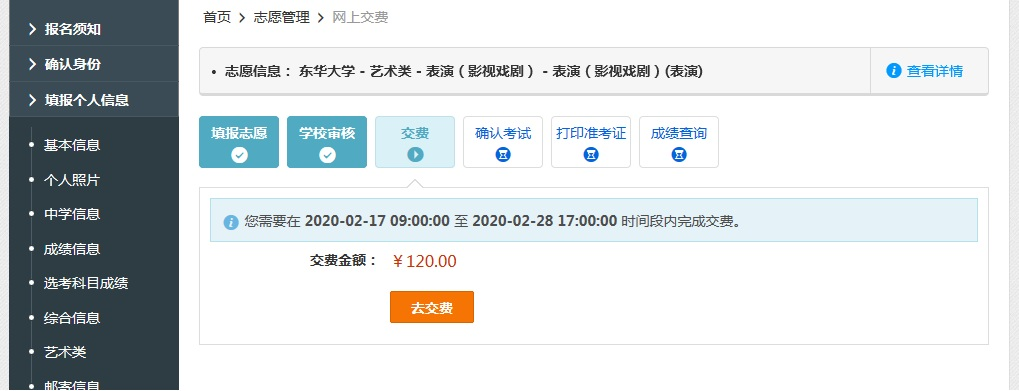 首页 > 志愿管理 > 网上交费
报名须知
确认身份
填报个人信息
基本信息
个人照片
中学信息
成绩信息
选考科目成绩
综合信息
艺术类
邮寄信息
• 志愿信息： 东华大学 - 艺术类 - 表演（影视戏剧） - 表演（影视戏剧）(表演)
查看详情
填报志愿
学校审核
交费
确认考试
打印准考证
成绩查询
您需要在 2020-02-17 09:00:00 至 2020-02-28 17:00:00 时间段内完成交费。
交费金额： ￥120.00
去交费